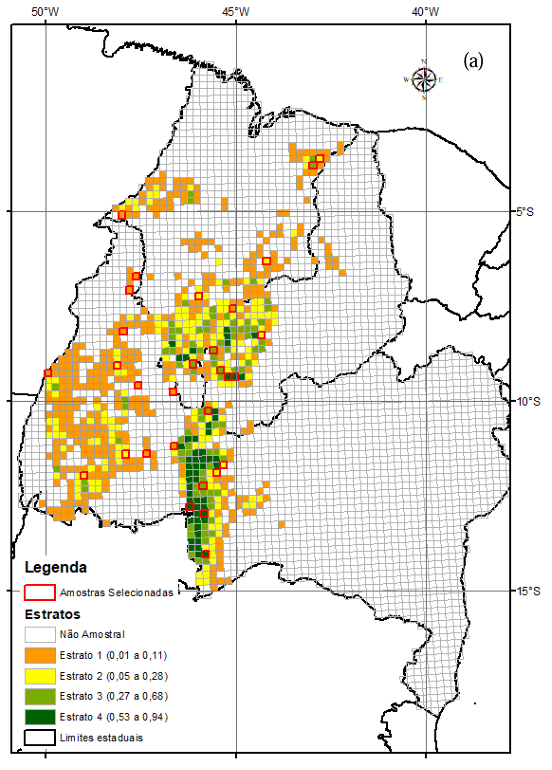 50°W 45°W 40°W
(a)
N
W E
S
5°S
10°S
15°S
Legenda
Amostras Selecionadas
Estratos
Não Amostral
Estrato 1 (0,01 a 0,11)
Estrato 2 (0,05 a 0,28)
Estrato 3 (0,27 a 0,68)
Estrato 4 (0,53 a 0,94)
Limites estaduais